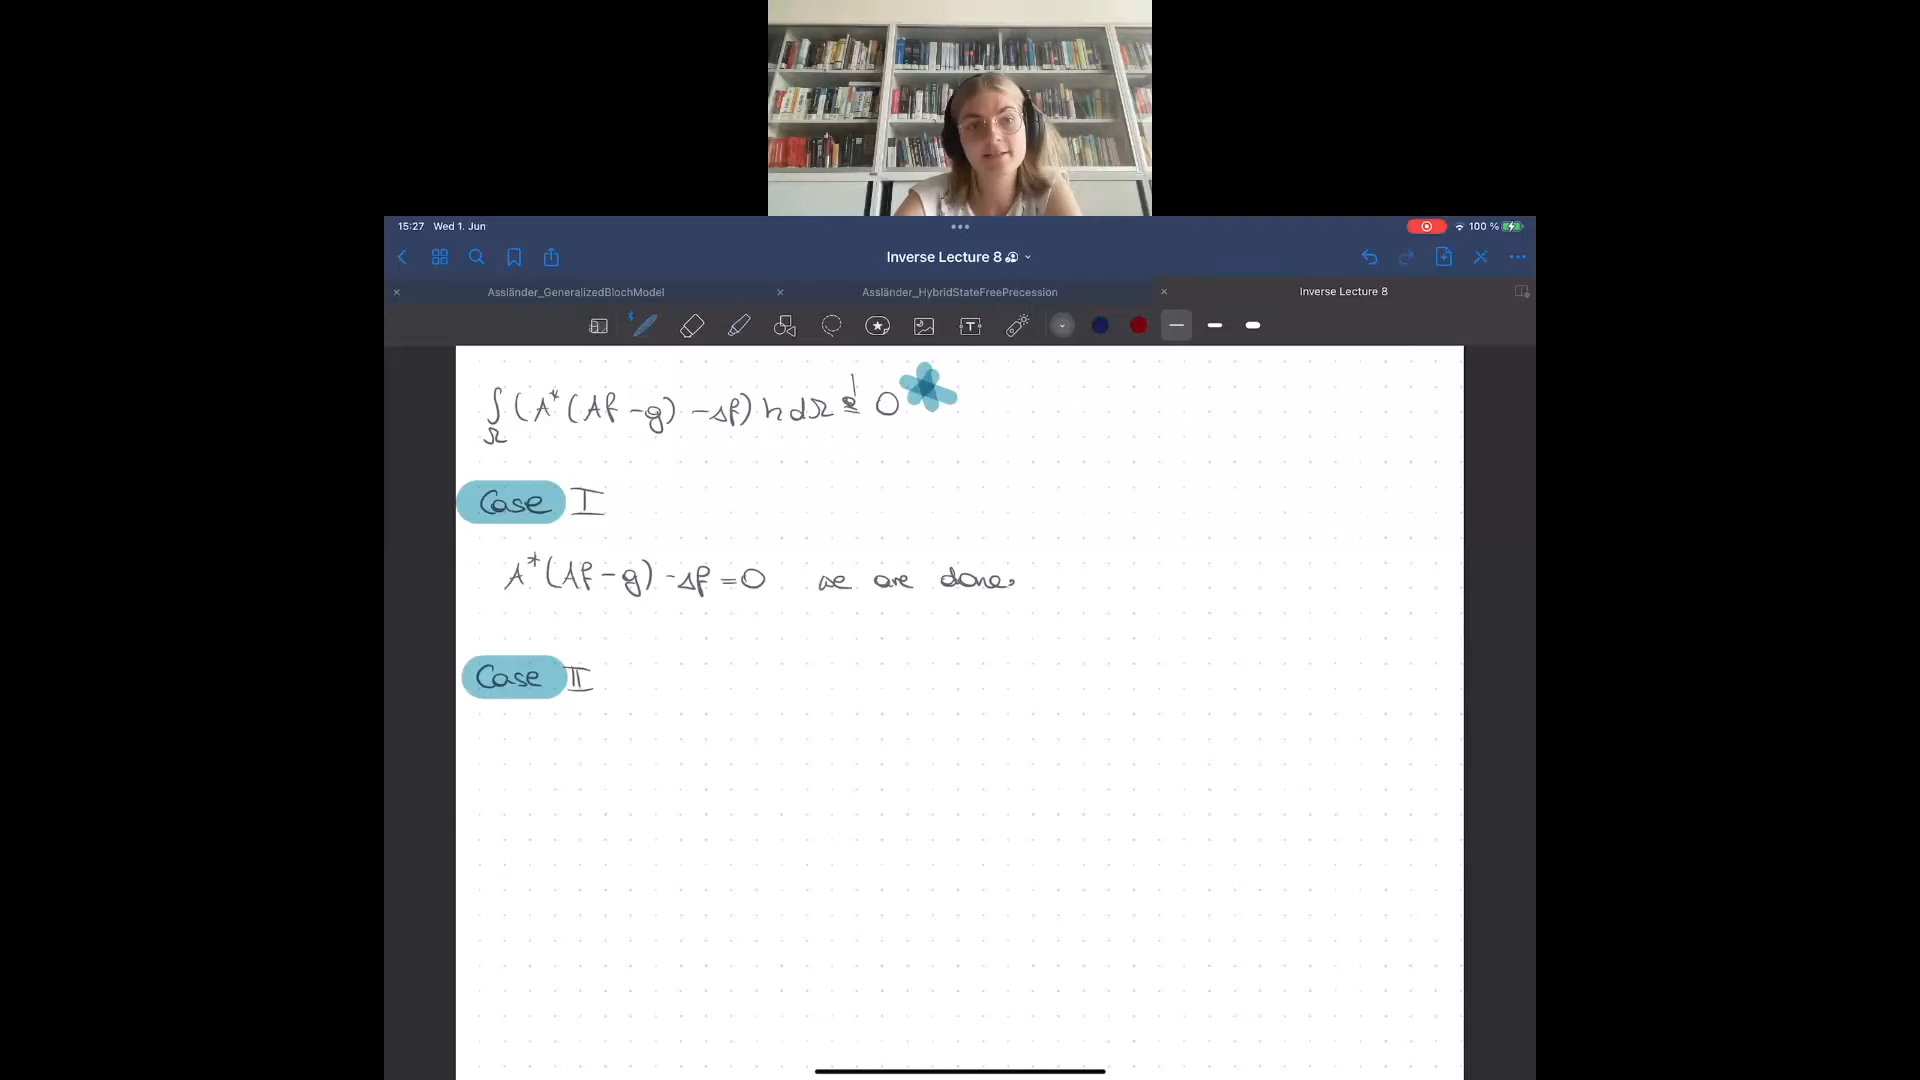 15:27 Wed 1. Jun
100 %
Inverse Lecture 8
Assländer_GeneralizedBlochModel
Assländer_HybridStateFreePrecession
Inverse Lecture 8
∫_Ω (A*(Af - g) - Δf) h dΩ != 0
Case I
A*(Af - g) - Δf = 0 we are done.
Case II